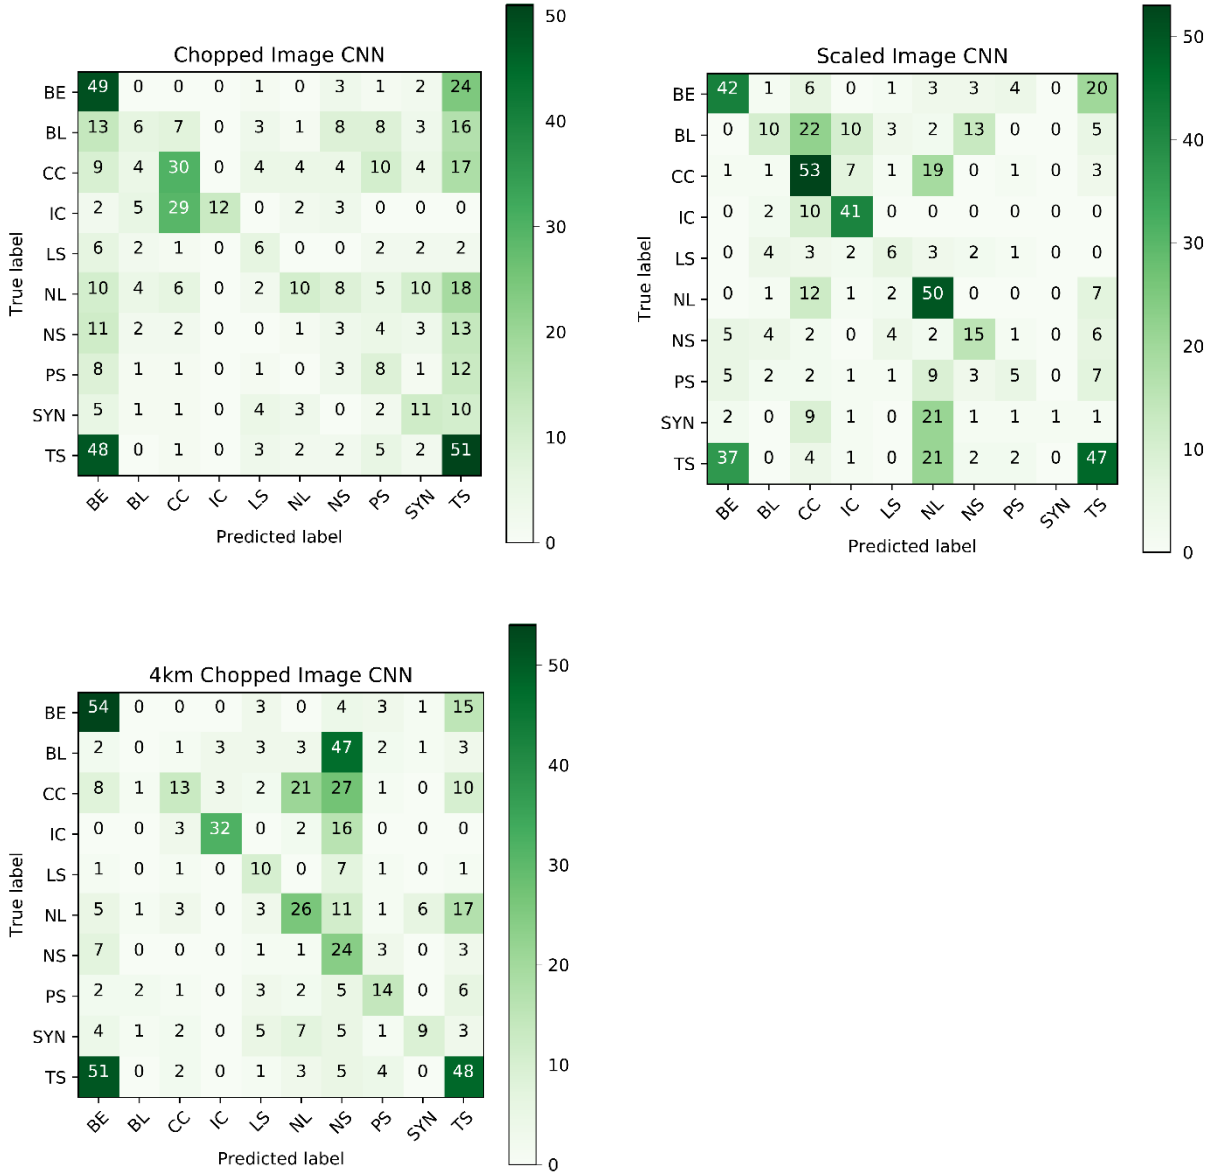 Chopped Image CNN
BE 49 0 0 0 1 0 3 1 2 24
BL 13 6 7 0 3 1 8 8 3 16
CC 9 4 30 0 4 4 4 10 4 17
IC 2 5 29 12 0 2 3 0 0 0
LS 6 2 1 0 6 0 0 2 2 2
NL 10 4 6 0 2 10 8 5 10 18
NS 11 2 2 0 0 1 3 4 3 13
PS 8 1 1 0 1 0 3 8 1 12
SYN 5 1 1 0 4 3 0 2 11 10
TS 48 0 1 0 3 2 2 5 2 51
BE BL CC IC LS NL NS PS SYN TS
Predicted label
True label
50
40
30
20
10
0
Scaled Image CNN
BE 42 1 6 0 1 3 3 4 0 20
BL 0 10 22 10 3 2 13 0 0 5
CC 1 1 53 7 1 19 0 1 0 3
IC 0 2 10 41 0 0 0 0 0 0
LS 0 4 3 2 6 3 2 1 0 0
NL 0 1 12 1 2 50 0 0 0 7
NS 5 4 2 0 4 2 15 1 0 6
PS 5 2 2 1 1 9 3 5 0 7
SYN 2 0 9 1 0 21 1 1 1 1
TS 37 0 4 1 0 21 2 2 0 47
BE BL CC IC LS NL NS PS SYN TS
Predicted label
True label
50
40
30
20
10
0
4km Chopped Image CNN
BE 54 0 0 0 3 0 4 3 1 15
BL 2 0 1 3 3 3 47 2 1 3
CC 8 1 13 3 2 21 27 1 0 10
IC 0 0 3 32 0 2 16 0 0 0
LS 1 0 1 0 10 0 7 1 0 1
NL 5 1 3 0 3 26 11 1 6 17
NS 7 0 0 0 1 1 24 3 0 3
PS 2 2 1 0 3 2 5 14 0 6
SYN 4 1 2 0 5 7 5 1 9 3
TS 51 0 2 0 1 3 5 4 0 48
BE BL CC IC LS NL NS PS SYN TS
Predicted label
True label
50
40
30
20
10
0